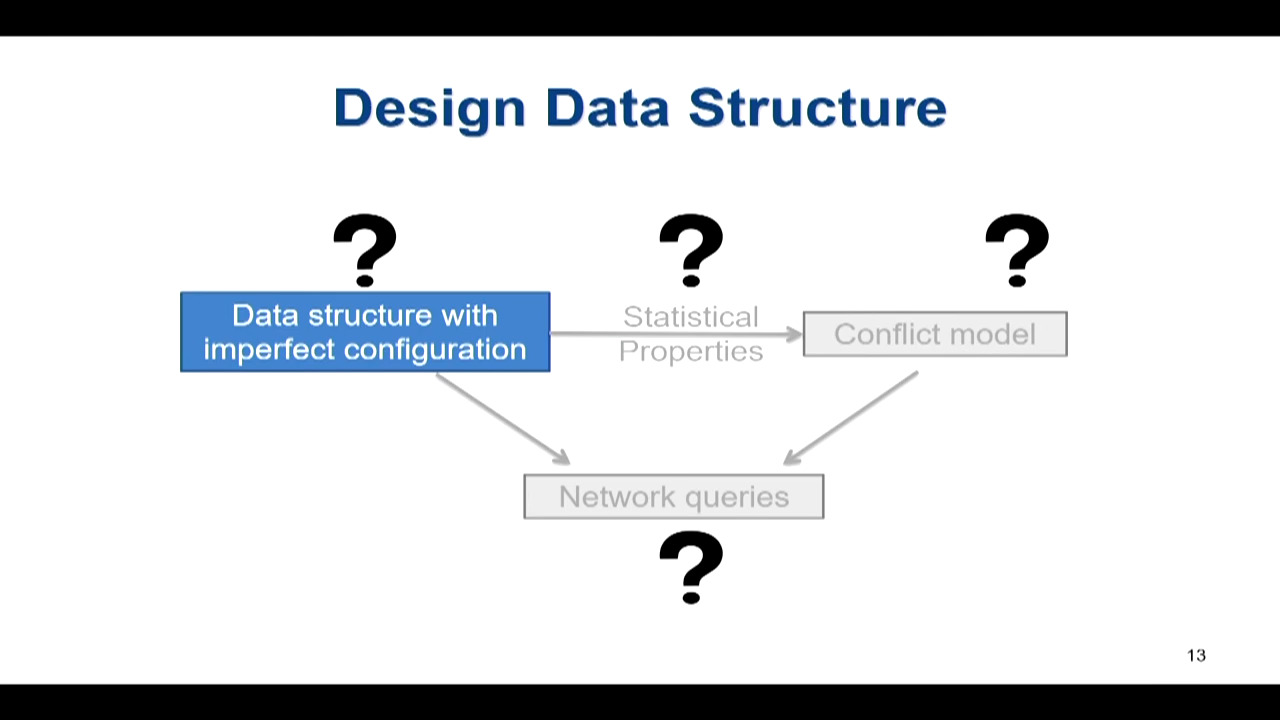 Design Data Structure
? ? ?
Data structure with
imperfect configuration
Statistical
Properties
Conflict model
Network queries
?
13